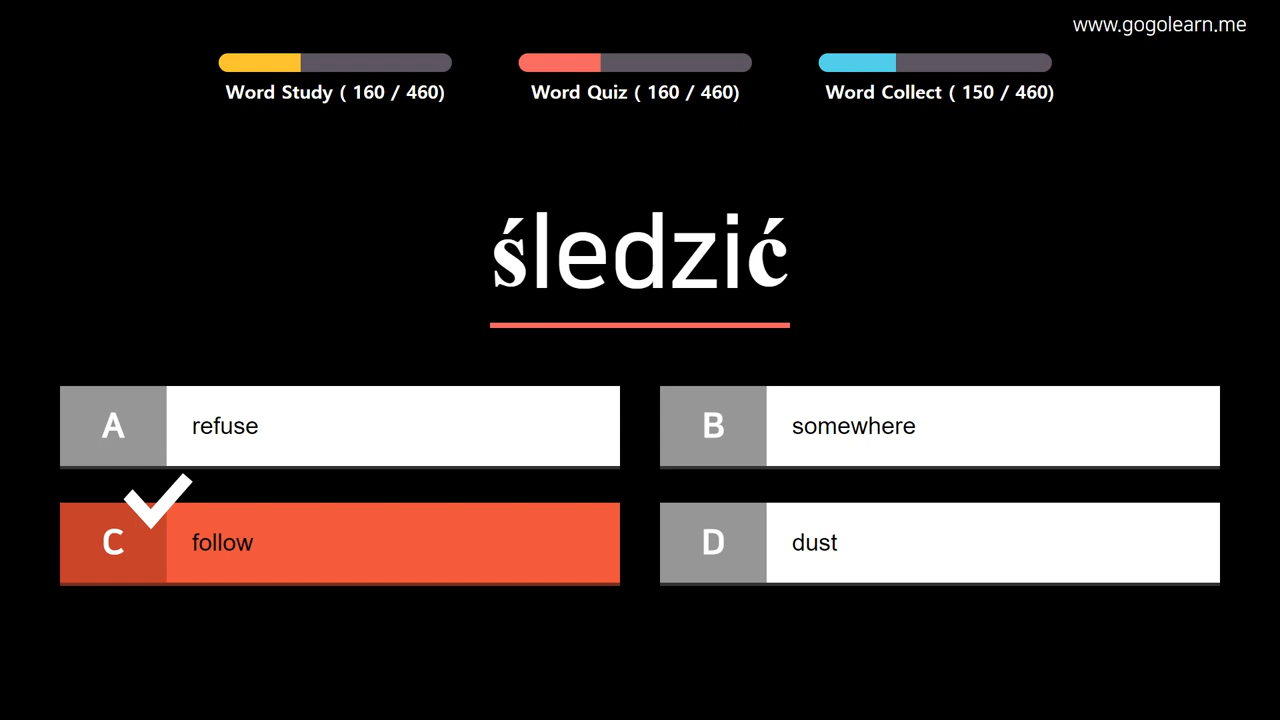 www.gogolearn.me
Word Study ( 160 / 460)
Word Quiz ( 160 / 460)
Word Collect ( 150 / 460)
śledzić
A refuse
B somewhere
C follow
D dust